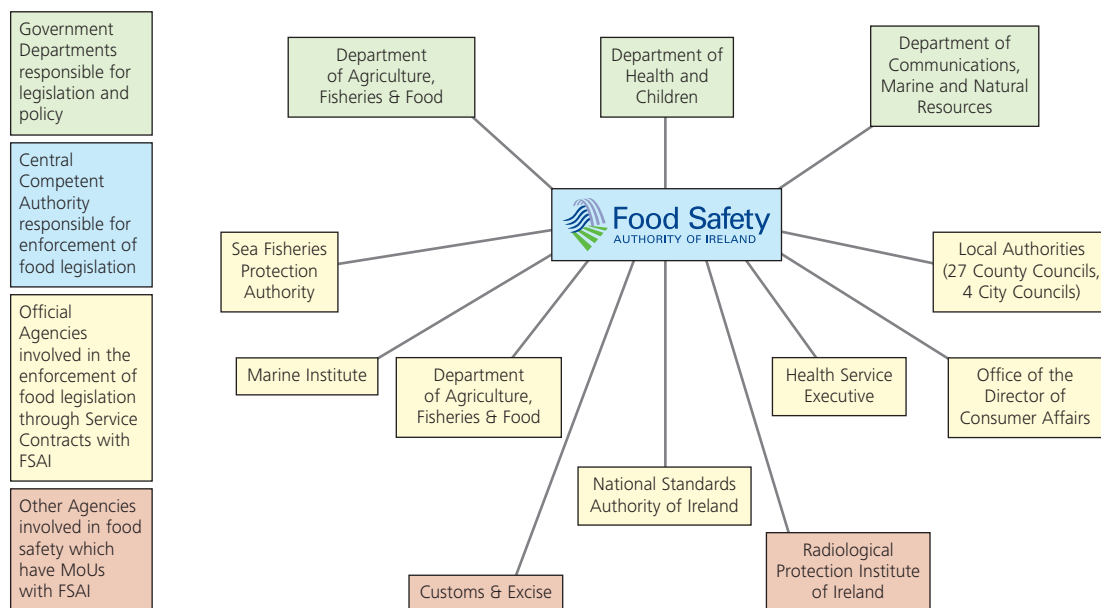 Government
Departments
responsible for
legislation and
policy
Central
Competent
Authority
responsible for
enforcement of
food legislation
Official
Agencies
involved in the
enforcement of
food legislation
through Service
Contracts with
FSAI
Other Agencies
involved in food
safety which
have MoUs
with FSAI
Department
of Agriculture,
Fisheries & Food
Department of
Health and
Children
Department of
Communications,
Marine and Natural
Resources
Food Safety
AUTHORITY OF IRELAND
Sea Fisheries
Protection
Authority
Local Authorities
(27 County Councils,
4 City Councils)
Marine Institute
Department
of Agriculture,
Fisheries & Food
Health Service
Executive
Office of the
Director of
Consumer Affairs
National Standards
Authority of Ireland
Customs & Excise
Radiological
Protection Institute
of Ireland